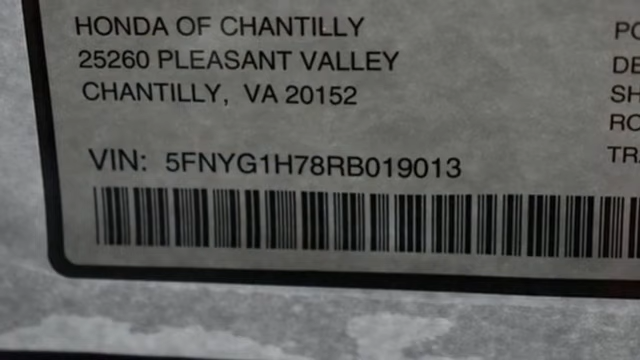 HONDA OF CHANTILLY
25260 PLEASANT VALLEY
CHANTILLY, VA 20152
VIN: 5FNYG1H78RB019013